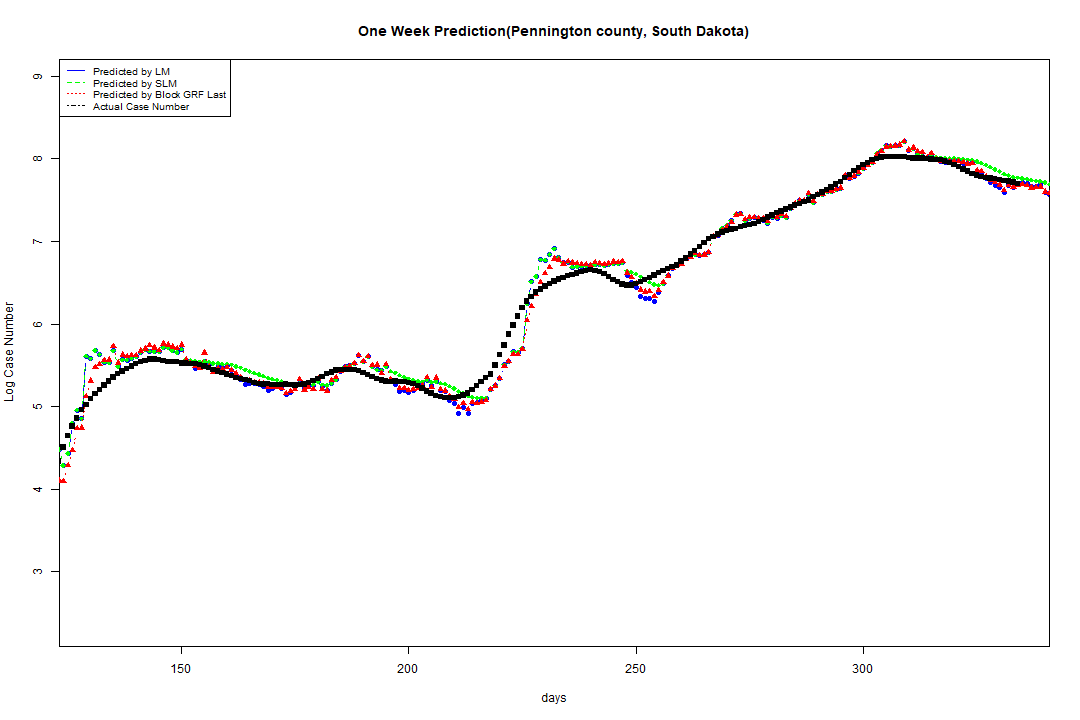 One Week Prediction(Pennington county, South Dakota)
Predicted by LM
Predicted by SLM
Predicted by Block GRF Last
Actual Case Number
9
8
7
6
5
4
3
Log Case Number
150
200
250
300
days